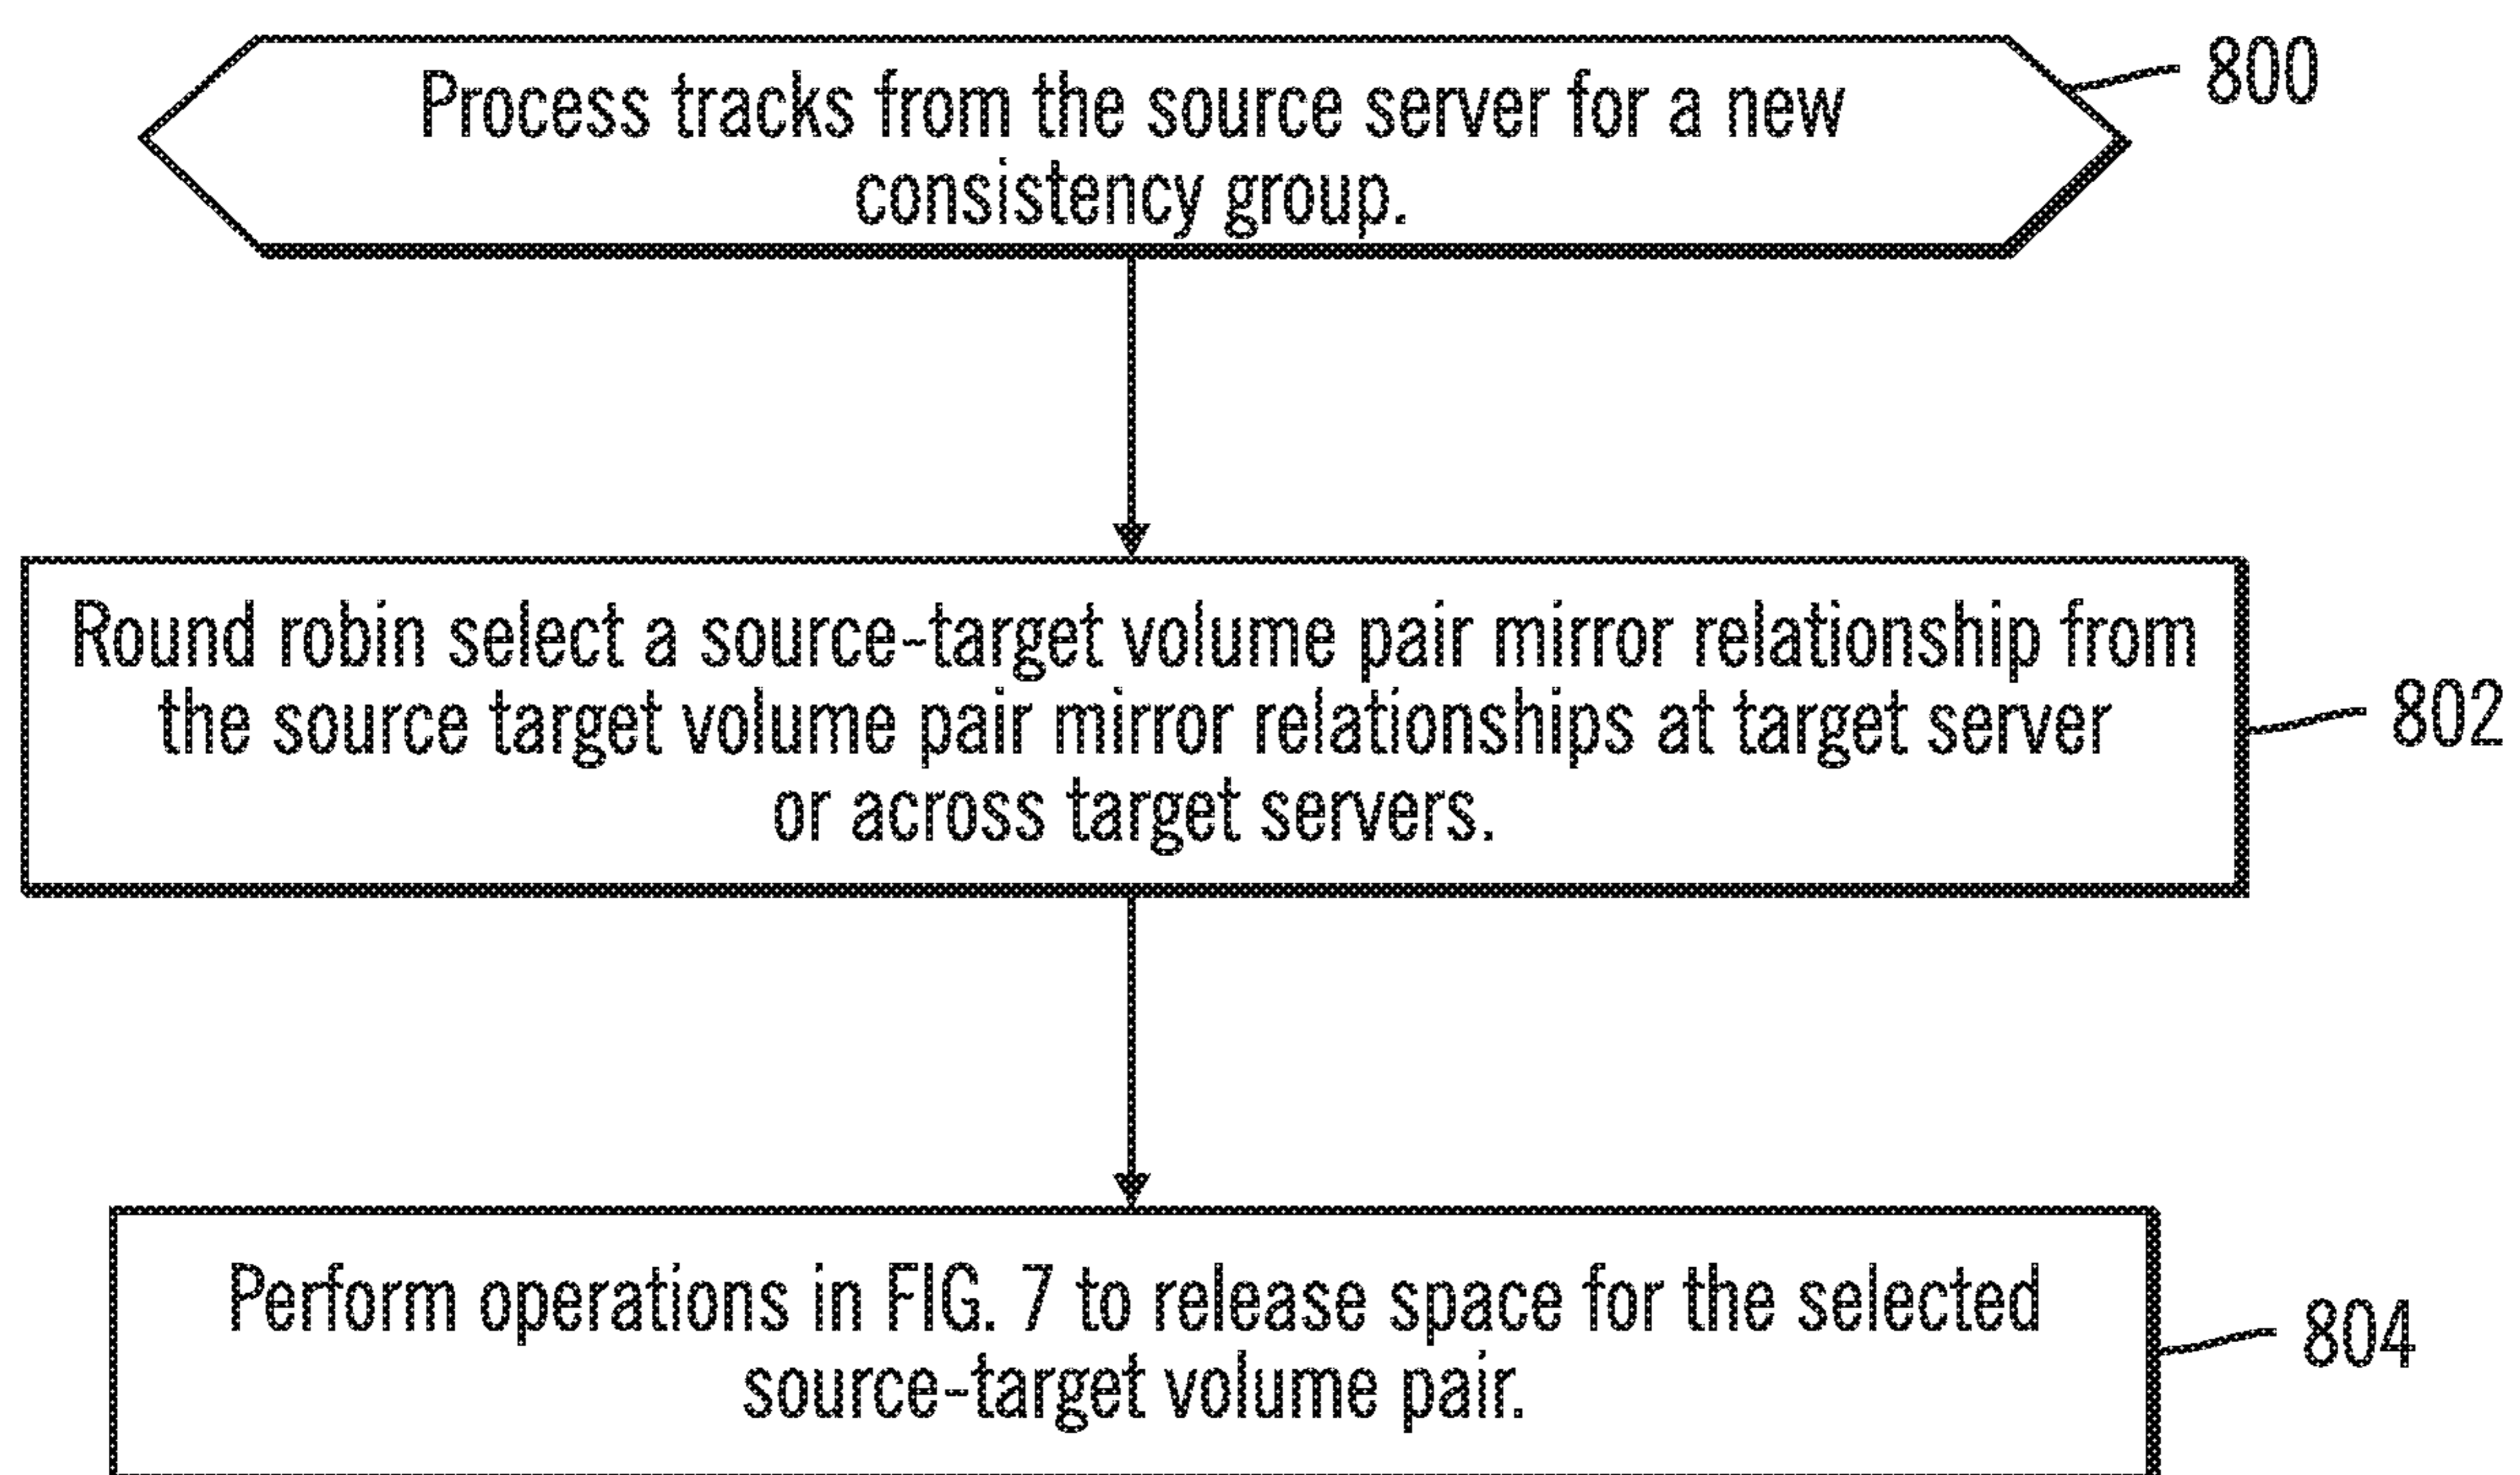 Process tracks from the source server for a new
consistency group.
800
Round robin select a source-target volume pair mirror relationship from
the source target volume pair mirror relationships at target server
or across target servers.
802
Perform operations in FIG. 7 to release space for the selected
source-target volume pair.
804